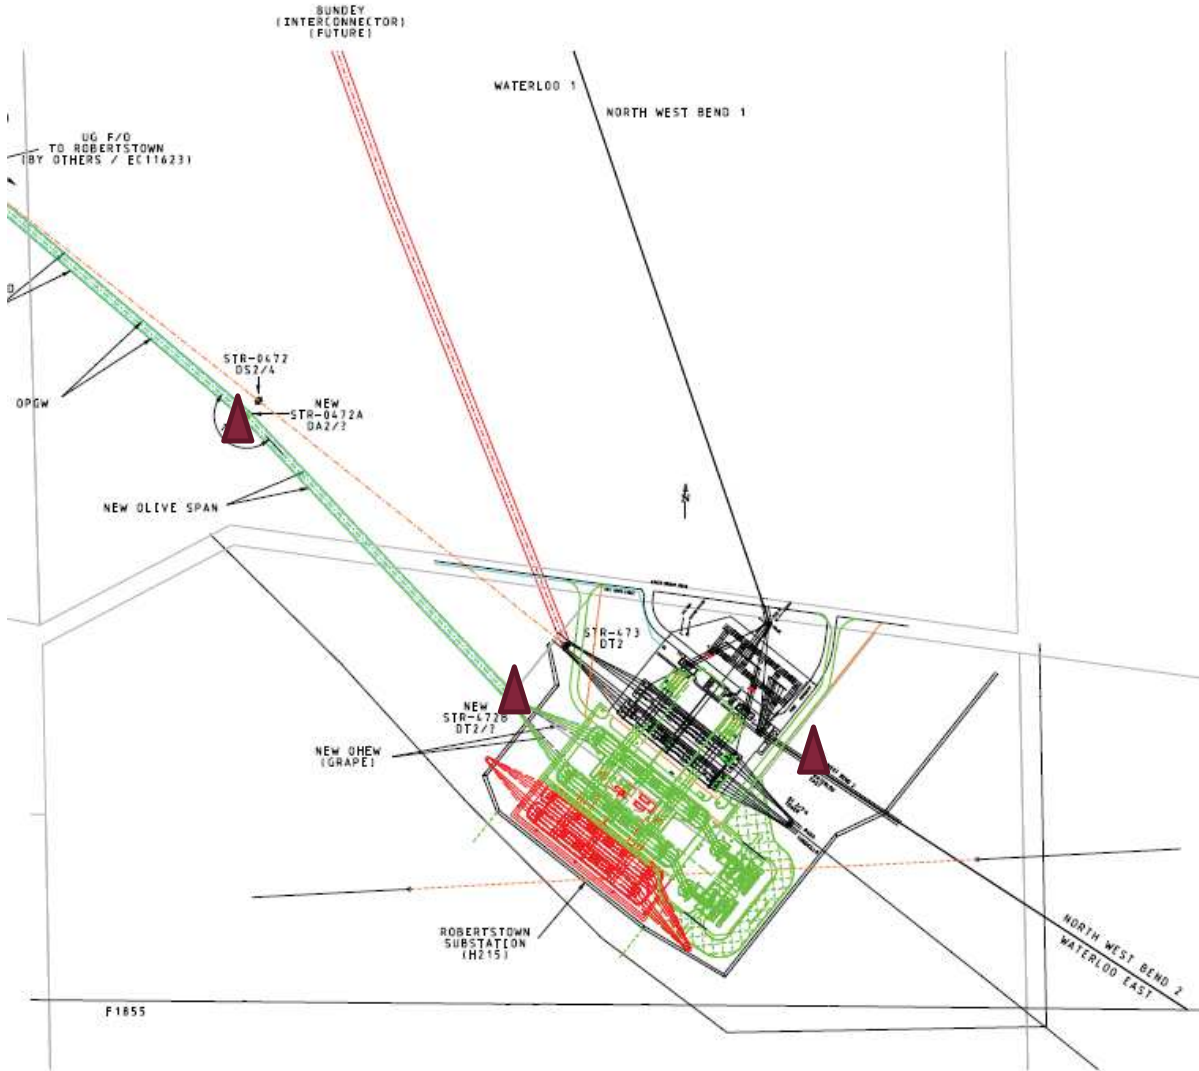 BUNDEY
(INTERCONNECTOR)
(FUTURE)
WATERLOO 1
NORTH WEST BEND 1
UG F/O
TO ROBERTSTOWN
(BY OTHERS / EC11623)
STR-0472
DS2/4
OPGW
NEW
STR-0472A
DA2/?
NEW OLIVE SPAN
N
STR-473
DT2
NEW
STR-472B
DT2/?
NEW OHEW
(GRAPE)
ROBERTSTOWN
SUBSTATION
(H215)
NORTH WEST BEND 2
WATERLOO EAST
F1855